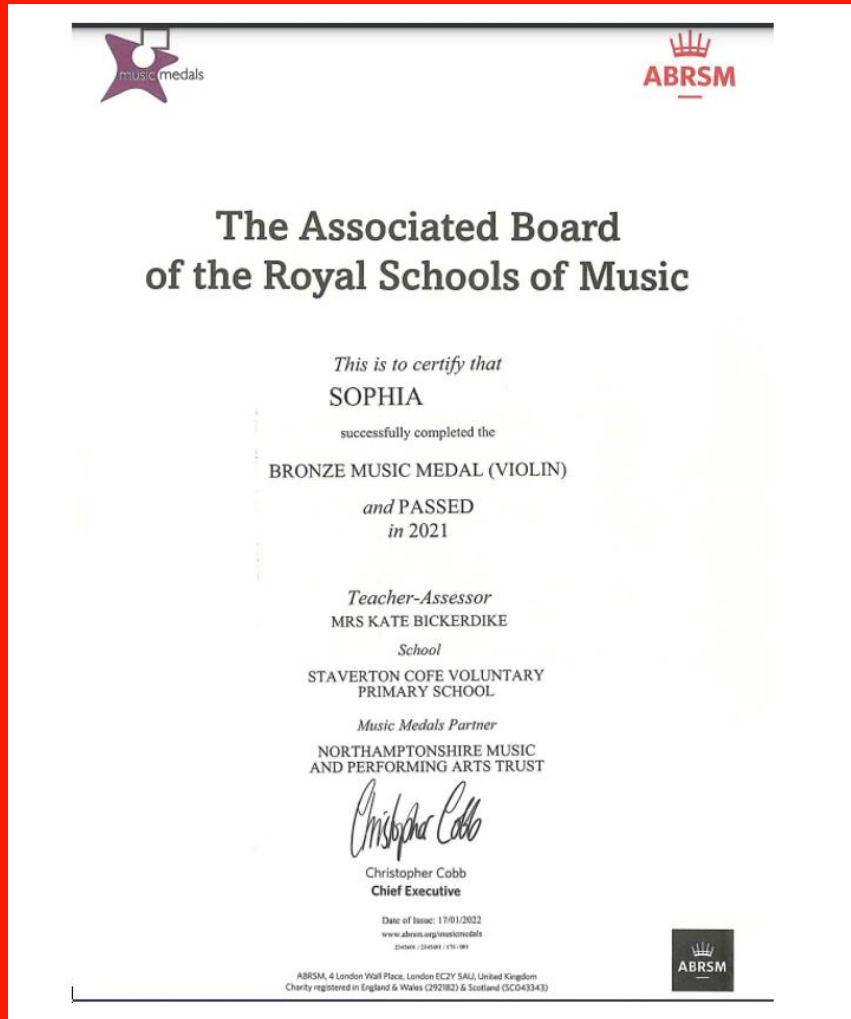 music medals
ABRSM
The Associated Board
of the Royal Schools of Music
This is to certify that
SOPHIA
successfully completed the
BRONZE MUSIC MEDAL (VIOLIN)
and PASSED
in 2021
Teacher-Assessor
MRS KATE BICKERDIKE
School
STAVERTON COFE VOLUNTARY
PRIMARY SCHOOL
Music Medals Partner
NORTHAMPTONSHIRE MUSIC
AND PERFORMING ARTS TRUST
Christopher Cobb
Christopher Cobb
Chief Executive
Date of Issue: 17/01/2022
www.abrsm.org/musicmedals
ABRSM
ABRSM, 4 London Wall Place, London EC2Y 5AU, United Kingdom
Charity registered in England & Wales (292182) & Scotland (SC043343)